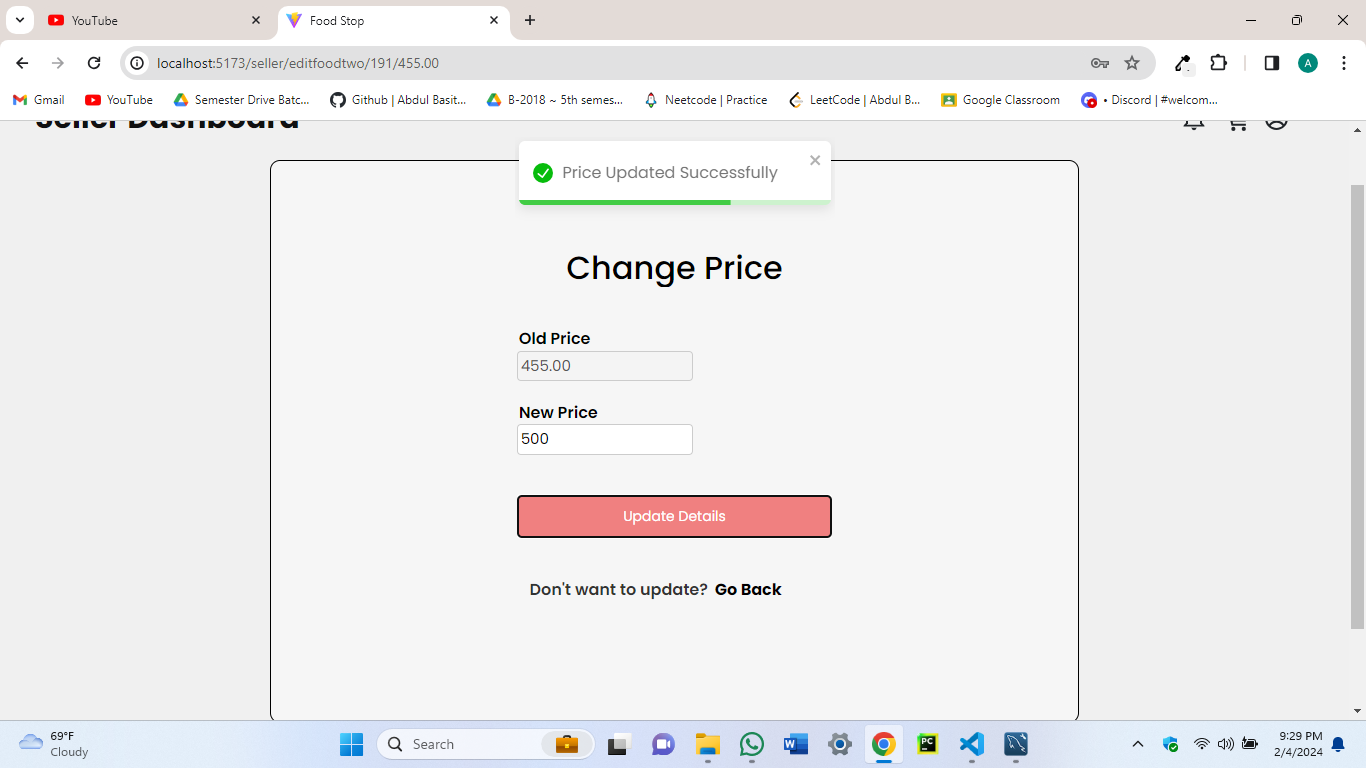 YouTube
Food Stop
localhost:5173/seller/editfoodtwo/191/455.00
A
Gmail
YouTube
Semester Drive Batc...
Github | Abdul Basit...
B-2018 ~ 5th semes...
Neetcode | Practice
LeetCode | Abdul B...
Google Classroom
• Discord | #welcom...
Seller Dashboard
Price Updated Successfully
Change Price
Old Price
455.00
New Price
500
Update Details
Don't want to update? Go Back
69°F
Cloudy
Search
PC
9:29 PM
2/4/2024